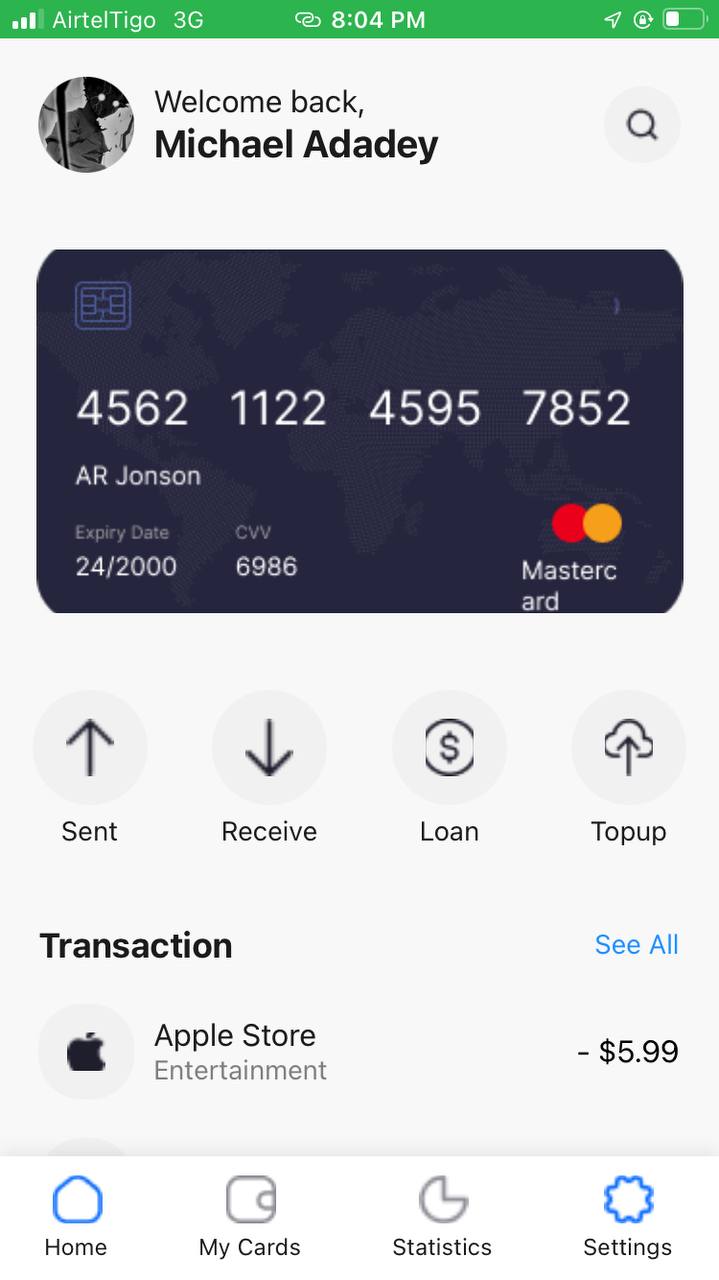 AirtelTigo 3G 8:04 PM
Welcome back,
Michael Adadey
4562 1122 4595 7852
AR Jonson
Expiry Date CVV
24/2000 6986
Masterc
ard
Sent Receive Loan Topup
Transaction See All
Apple Store
- $5.99
Entertainment
Home My Cards Statistics Settings